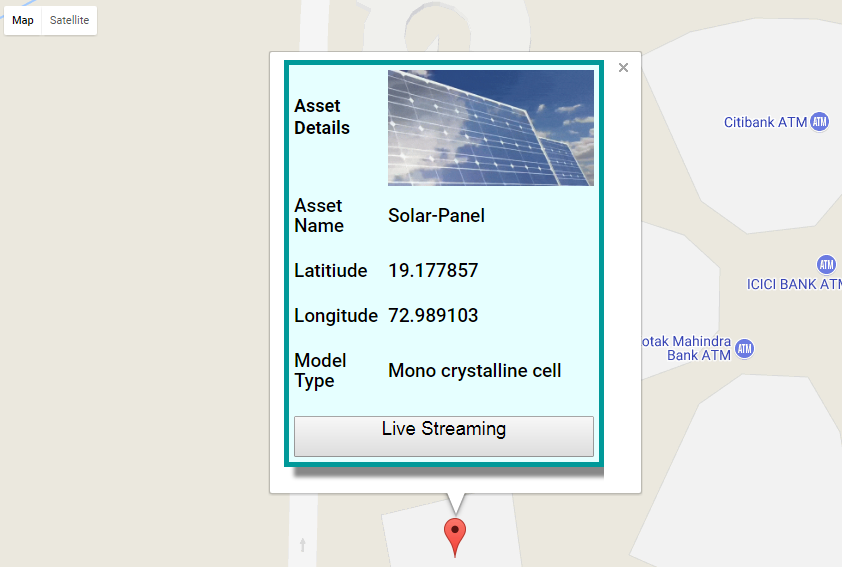 Map Satellite
Asset
Details
Asset
Name
Solar-Panel
Latitiude 19.177857
Longitude 72.989103
Model
Type
Mono crystalline cell
Live Streaming
Citibank ATM
ATM
ATM
ICICI BANK ATM
otak Mahindra
Bank ATM
ATM